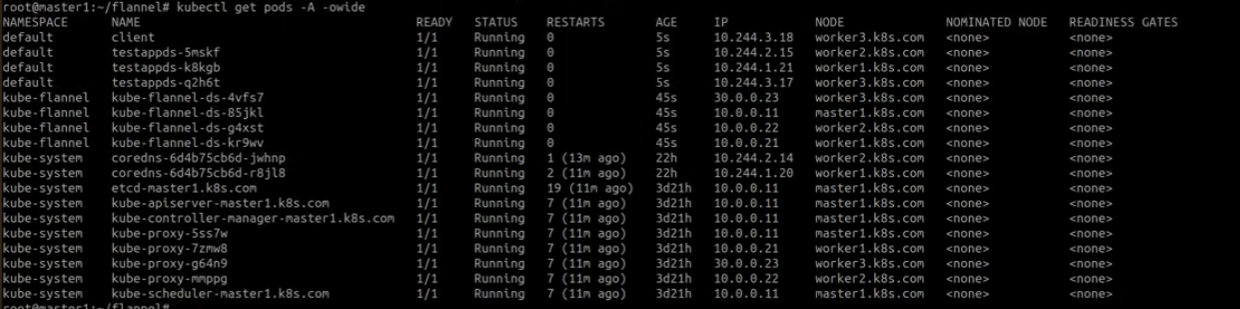 root@master1:~/flannel# kubectl get pods -A -owide
NAMESPACE NAME READY STATUS RESTARTS AGE IP NODE NOMINATED NODE READINESS GATES
default client 1/1 Running 0 5s 10.244.3.18 worker3.k8s.com <none> <none>
default testappds-5mskf 1/1 Running 0 5s 10.244.2.15 worker2.k8s.com <none> <none>
default testappds-k8kgb 1/1 Running 0 5s 10.244.1.21 worker1.k8s.com <none> <none>
default testappds-q2h6t 1/1 Running 0 5s 10.244.3.17 worker3.k8s.com <none> <none>
kube-flannel kube-flannel-ds-4vfs7 1/1 Running 0 45s 30.0.0.23 worker3.k8s.com <none> <none>
kube-flannel kube-flannel-ds-85jkl 1/1 Running 0 45s 10.0.0.11 master1.k8s.com <none> <none>
kube-flannel kube-flannel-ds-g4xst 1/1 Running 0 45s 10.0.0.22 worker2.k8s.com <none> <none>
kube-flannel kube-flannel-ds-kr9wv 1/1 Running 0 45s 10.0.0.21 worker1.k8s.com <none> <none>
kube-system coredns-6d4b75cb6d-jwhnp 1/1 Running 1 (13m ago) 22h 10.244.2.14 worker2.k8s.com <none> <none>
kube-system coredns-6d4b75cb6d-r8jl8 1/1 Running 2 (11m ago) 22h 10.244.1.20 worker1.k8s.com <none> <none>
kube-system etcd-master1.k8s.com 1/1 Running 19 (11m ago) 3d21h 10.0.0.11 master1.k8s.com <none> <none>
kube-system kube-apiserver-master1.k8s.com 1/1 Running 7 (11m ago) 3d21h 10.0.0.11 master1.k8s.com <none> <none>
kube-system kube-controller-manager-master1.k8s.com 1/1 Running 7 (11m ago) 3d21h 10.0.0.11 master1.k8s.com <none> <none>
kube-system kube-proxy-5ss7w 1/1 Running 7 (11m ago) 3d21h 10.0.0.11 master1.k8s.com <none> <none>
kube-system kube-proxy-7zmw8 1/1 Running 7 (11m ago) 3d21h 10.0.0.21 worker1.k8s.com <none> <none>
kube-system kube-proxy-g64n9 1/1 Running 7 (11m ago) 3d21h 30.0.0.23 worker3.k8s.com <none> <none>
kube-system kube-proxy-mmppg 1/1 Running 7 (11m ago) 3d21h 10.0.0.22 worker2.k8s.com <none> <none>
kube-system kube-scheduler-master1.k8s.com 1/1 Running 7 (11m ago) 3d21h 10.0.0.11 master1.k8s.com <none> <none>
root@master1:~/flannel#